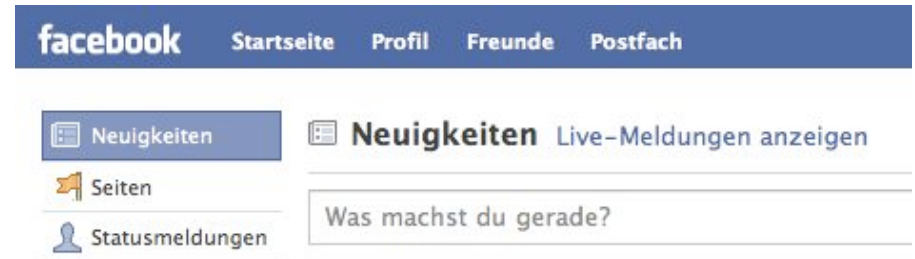 facebook Startseite Profil Freunde Postfach
Neuigkeiten
Seiten
Statusmeldungen
Neuigkeiten Live-Meldungen anzeigen
Was machst du gerade?